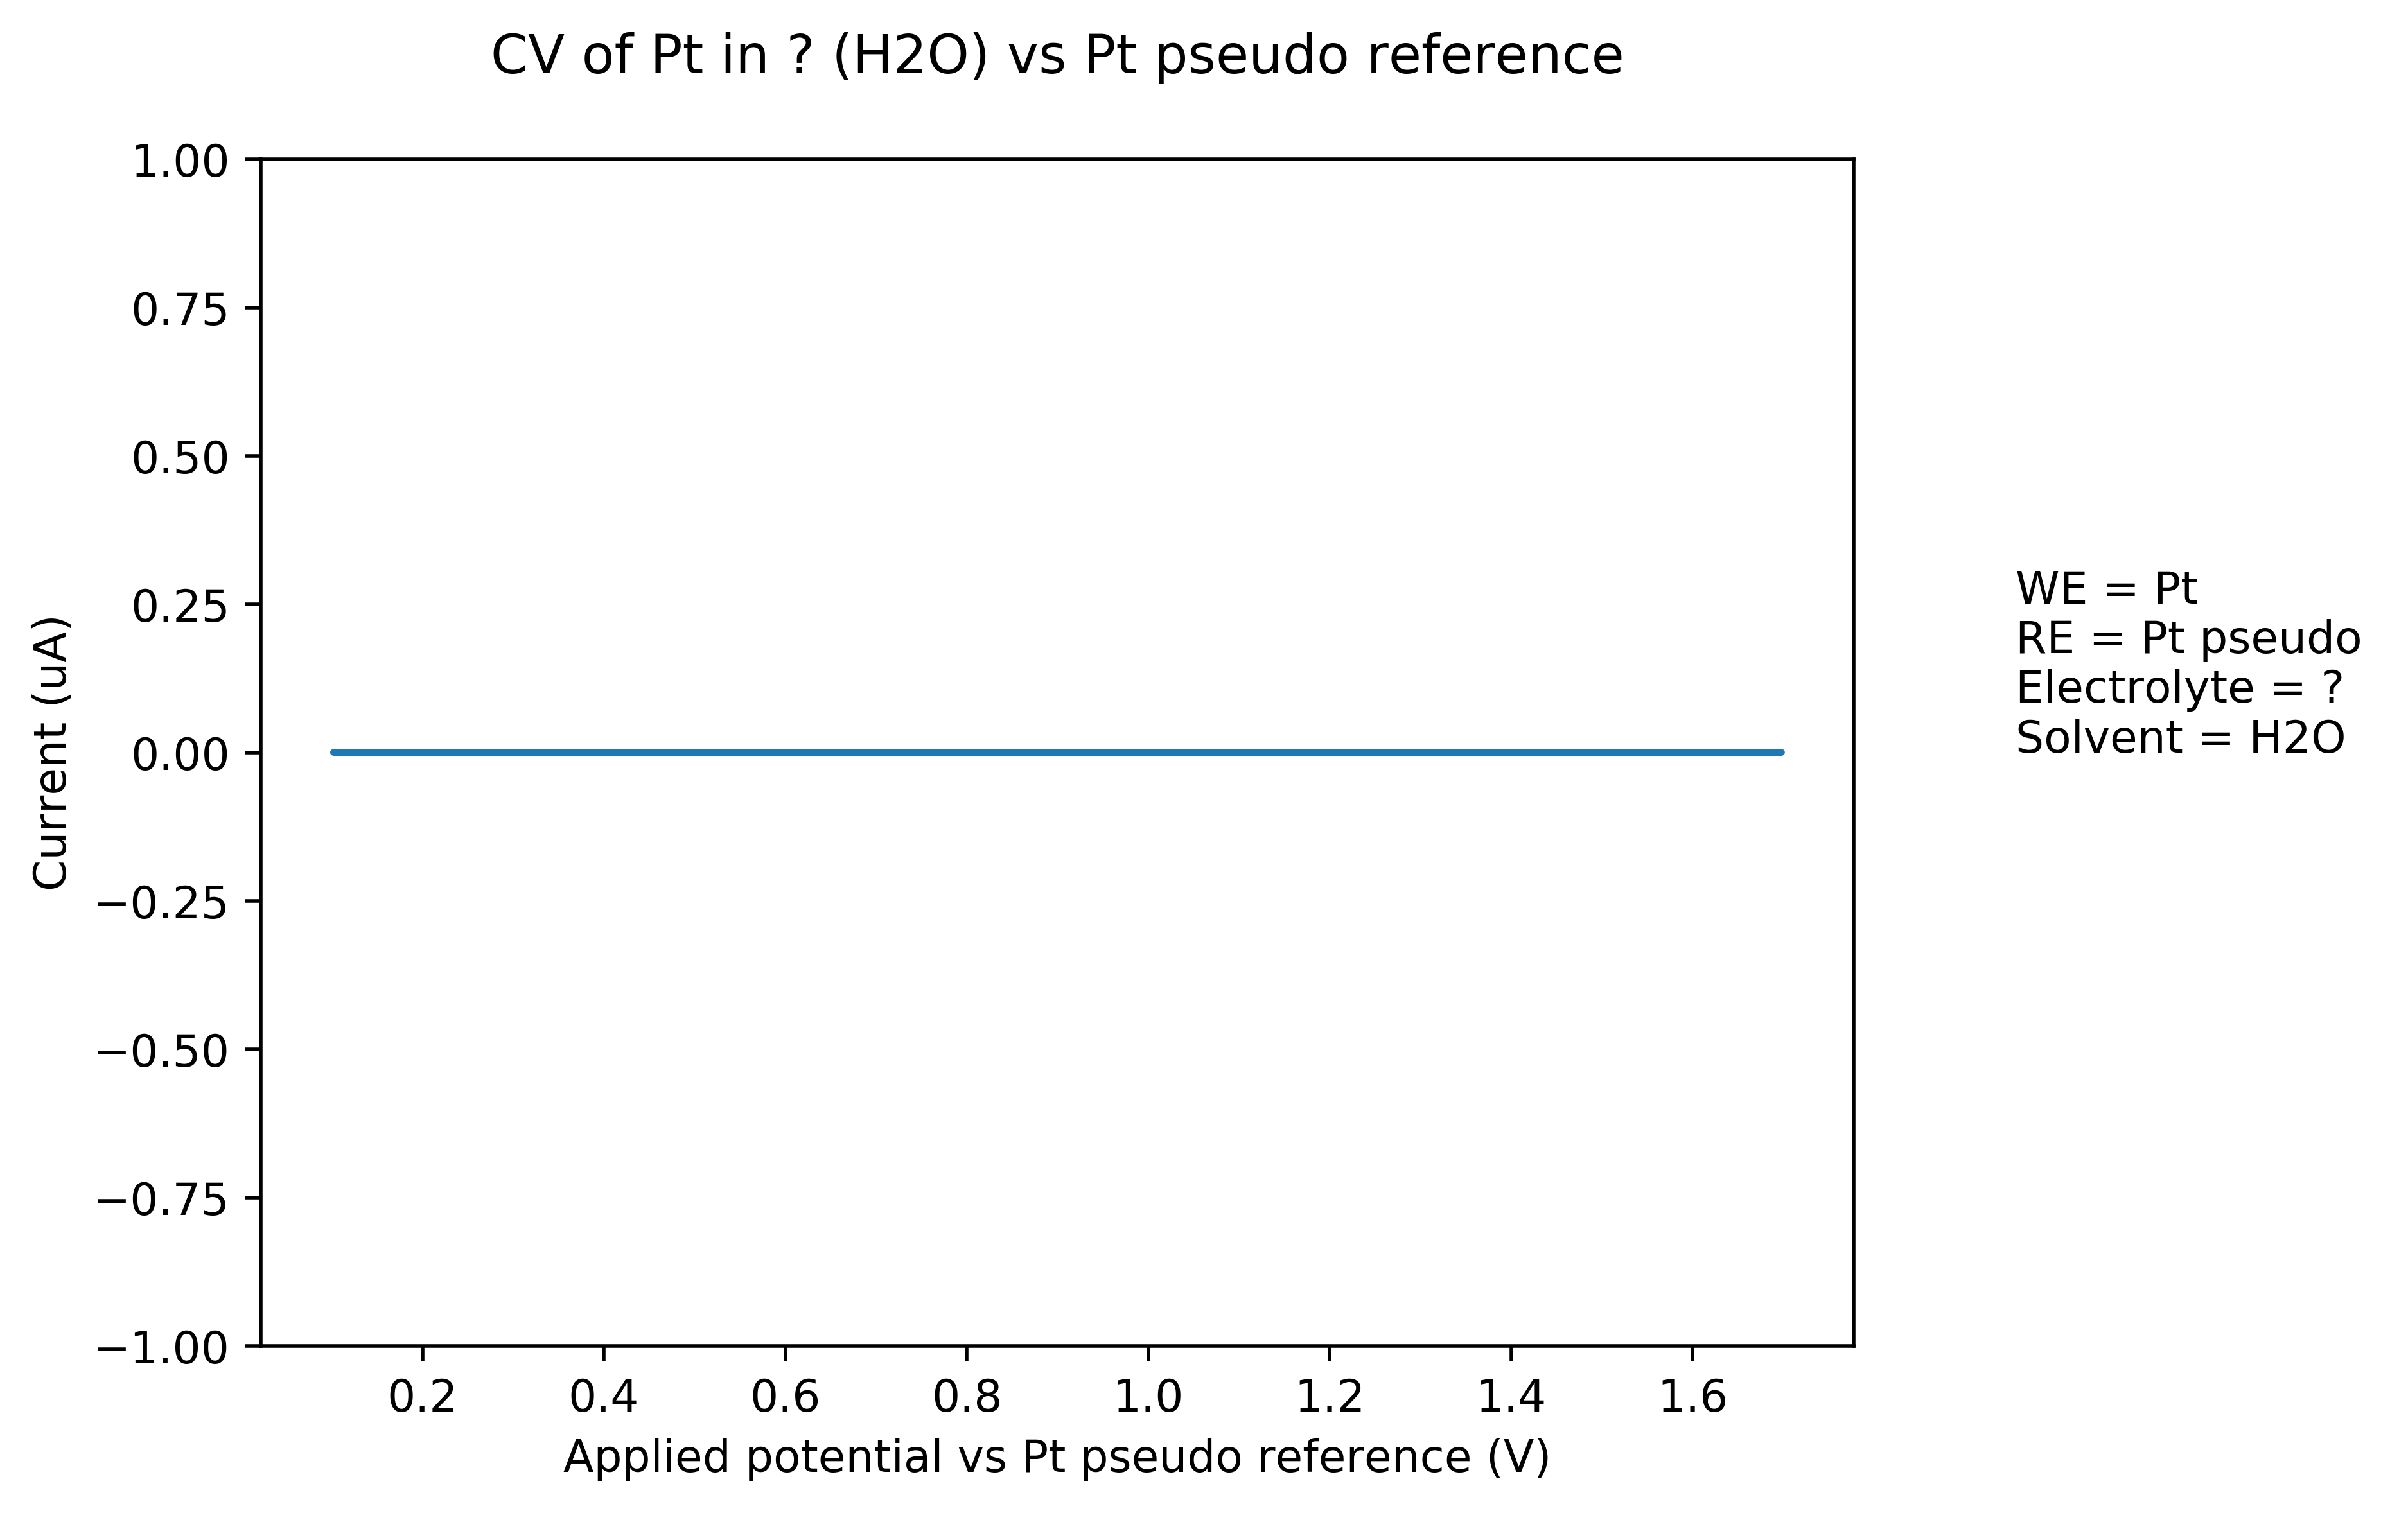 CV of Pt in ? (H2O) vs Pt pseudo reference
1.00
0.75
0.50
0.25
0.00
−0.25
−0.50
−0.75
−1.00
Current (uA)
0.2 0.4 0.6 0.8 1.0 1.2 1.4 1.6
Applied potential vs Pt pseudo reference (V)
WE = Pt
RE = Pt pseudo
Electrolyte = ?
Solvent = H2O